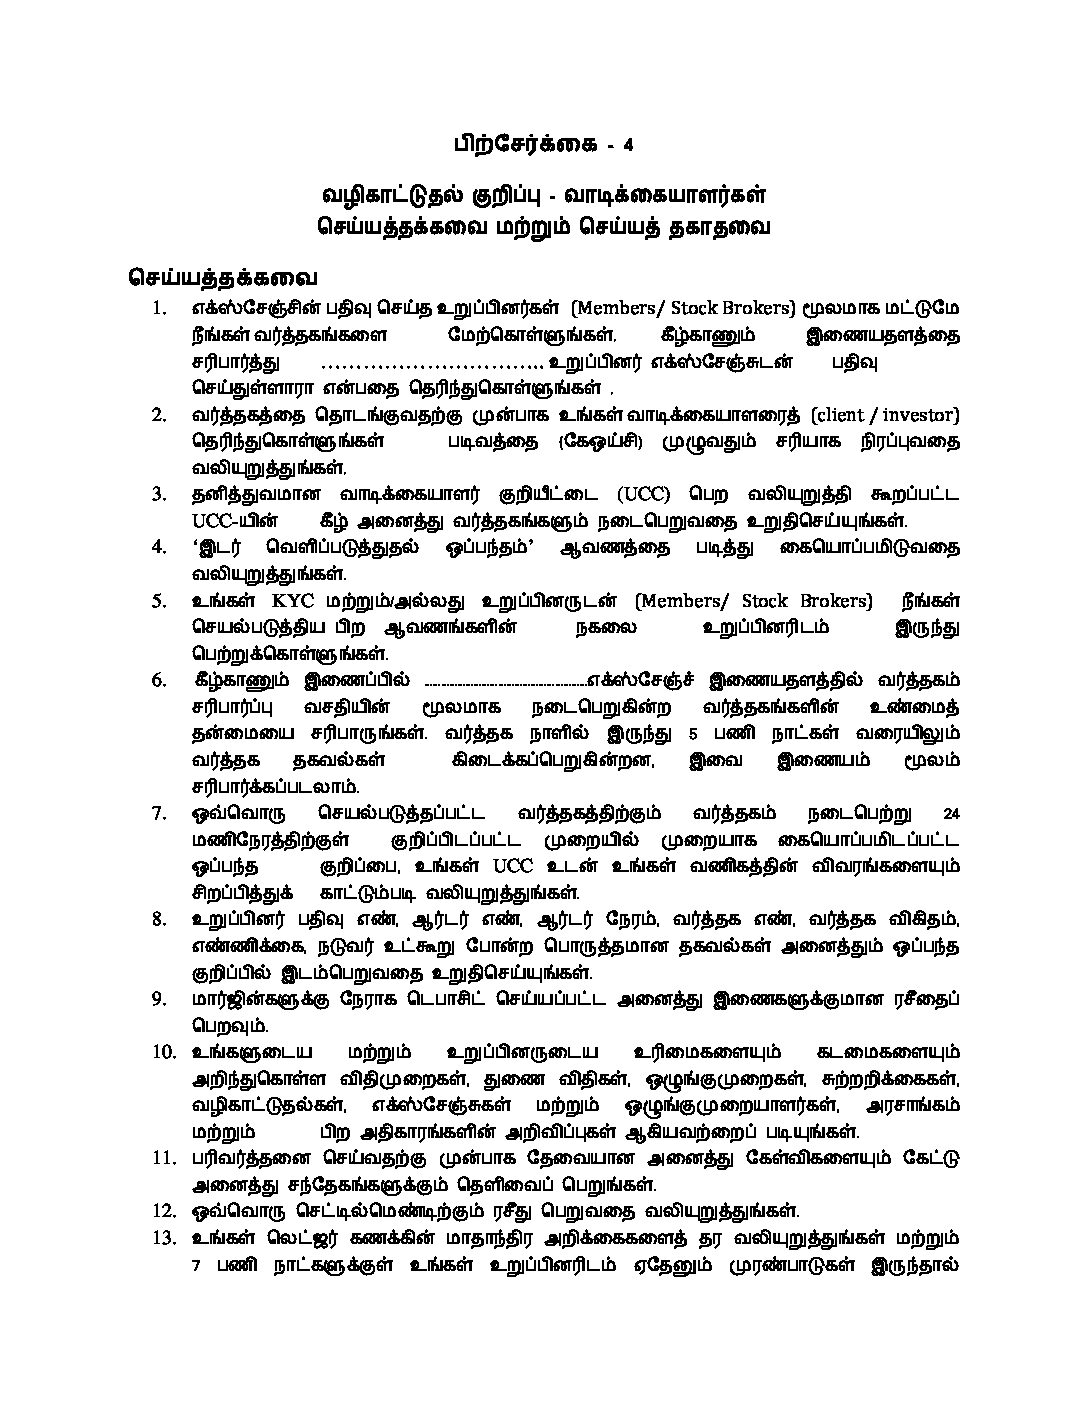 பிற்சேர்க்கை - 4
வழிகாட்டுதல் குறிப்பு - வாடிக்கையாளர்கள்
செய்யத்தக்கவை மற்றும் செய்யத் தகாதவை
செய்யத்தக்கவை
1. எக்ஸ்சேஞ்சின் பதிவு செய்த உறுப்பினர்கள் (Members/ Stock Brokers) மூலமாக மட்டுமே
நீங்கள் வர்த்தகங்களை மேற்கொள்ளுங்கள். கீழ்காணும் இணையதளத்தை
சரிபார்த்து ................................ உறுப்பினர் எக்ஸ்சேஞ்சுடன் பதிவு
செய்துள்ளாரா என்பதை தெரிந்துகொள்ளுங்கள் .
2. வர்த்தகத்தை தொடங்குவதற்கு முன்பாக உங்கள் வாடிக்கையாளரைத் (client / investor)
தெரிந்துகொள்ளுங்கள் படிவத்தை (கேஒய்சி) முழுவதும் சரியாக நிரப்புவதை
வலியுறுத்துங்கள்.
3. தனித்துவமான வாடிக்கையாளர் குறியீட்டை (UCC) பெற வலியுறுத்தி கூறப்பட்ட
UCC-யின் கீழ் அனைத்து வர்த்தகங்களும் நடைபெறுவதை உறுதிசெய்யுங்கள்.
4. ‘இடர் வெளிப்படுத்துதல் ஒப்பந்தம்’ ஆவணத்தை படித்து கையொப்பமிடுவதை
வலியுறுத்துங்கள்.
5. உங்கள் KYC மற்றும்/அல்லது உறுப்பினருடன் (Members/ Stock Brokers) நீங்கள்
செயல்படுத்திய பிற ஆவணங்களின் நகலை உறுப்பினரிடம் இருந்து
பெற்றுக்கொள்ளுங்கள்.
6. கீழ்காணும் இணைப்பில் ........................................எக்ஸ்சேஞ்ச் இணையதளத்தில் வர்த்தகம்
சரிபார்ப்பு வசதியின் மூலமாக நடைபெறுகின்ற வர்த்தகங்களின் உண்மைத்
தன்மையை சரிபாருங்கள். வர்த்தக நாளில் இருந்து 5 பணி நாட்கள் வரையிலும்
வர்த்தக தகவல்கள் கிடைக்கப்பெறுகின்றன, இவை இணையம் மூலம்
சரிபார்க்கப்படலாம்.
7. ஒவ்வொரு செயல்படுத்தப்பட்ட வர்த்தகத்திற்கும் வர்த்தகம் நடைபெற்று 24
மணிநேரத்திற்குள் குறிப்பிடப்பட்ட முறையில் முறையாக கையொப்பமிடப்பட்ட
ஒப்பந்த குறிப்பை, உங்கள் UCC உடன் உங்கள் வணிகத்தின் விவரங்களையும்
சிறப்பித்துக் காட்டும்படி வலியுறுத்துங்கள்.
8. உறுப்பினர் பதிவு எண், ஆர்டர் எண், ஆர்டர் நேரம், வர்த்தக எண், வர்த்தக விகிதம்,
எண்ணிக்கை, நடுவர் உட்கூறு போன்ற பொருத்தமான தகவல்கள் அனைத்தும் ஒப்பந்த
குறிப்பில் இடம்பெறுவதை உறுதிசெய்யுங்கள்.
9. மார்ஜின்களுக்கு நேராக டெபாசிட் செய்யப்பட்ட அனைத்து இணைகளுக்குமான ரசீதைப்
பெறவும்.
10. உங்களுடைய மற்றும் உறுப்பினருடைய உரிமைகளையும் கடமைகளையும்
அறிந்துகொள்ள விதிமுறைகள், துணை விதிகள், ஒழுங்குமுறைகள், சுற்றறிக்கைகள்,
வழிகாட்டுதல்கள், எக்ஸ்சேஞ்சுகள் மற்றும் ஒழுங்குமுறையாளர்கள், அரசாங்கம்
மற்றும் பிற அதிகாரங்களின் அறிவிப்புகள் ஆகியவற்றைப் படியுங்கள்.
11. பரிவர்த்தனை செய்வதற்கு முன்பாக தேவையான அனைத்து கேள்விகளையும் கேட்டு
அனைத்து சந்தேகங்களுக்கும் தெளிவைப் பெறுங்கள்.
12. ஒவ்வொரு செட்டில்மெண்டிற்கும் ரசீது பெறுவதை வலியுறுத்துங்கள்.
13. உங்கள் லெட்ஜர் கணக்கின் மாதாந்திர அறிக்கைகளைத் தர வலியுறுத்துங்கள் மற்றும்
7 பணி நாட்களுக்குள் உங்கள் உறுப்பினரிடம் ஏதேனும் முரண்பாடுகள் இருந்தால்